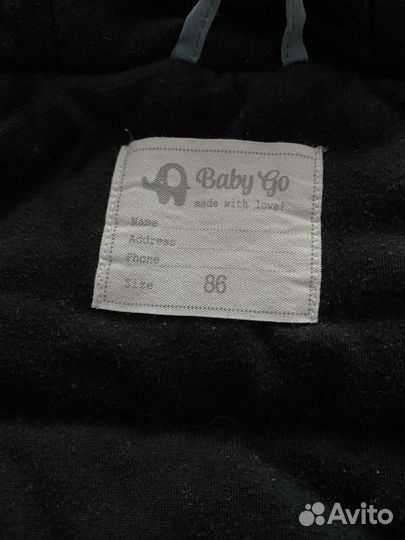 Baby Go
made with love!
Name
Address
Phone
Size 86
Avito